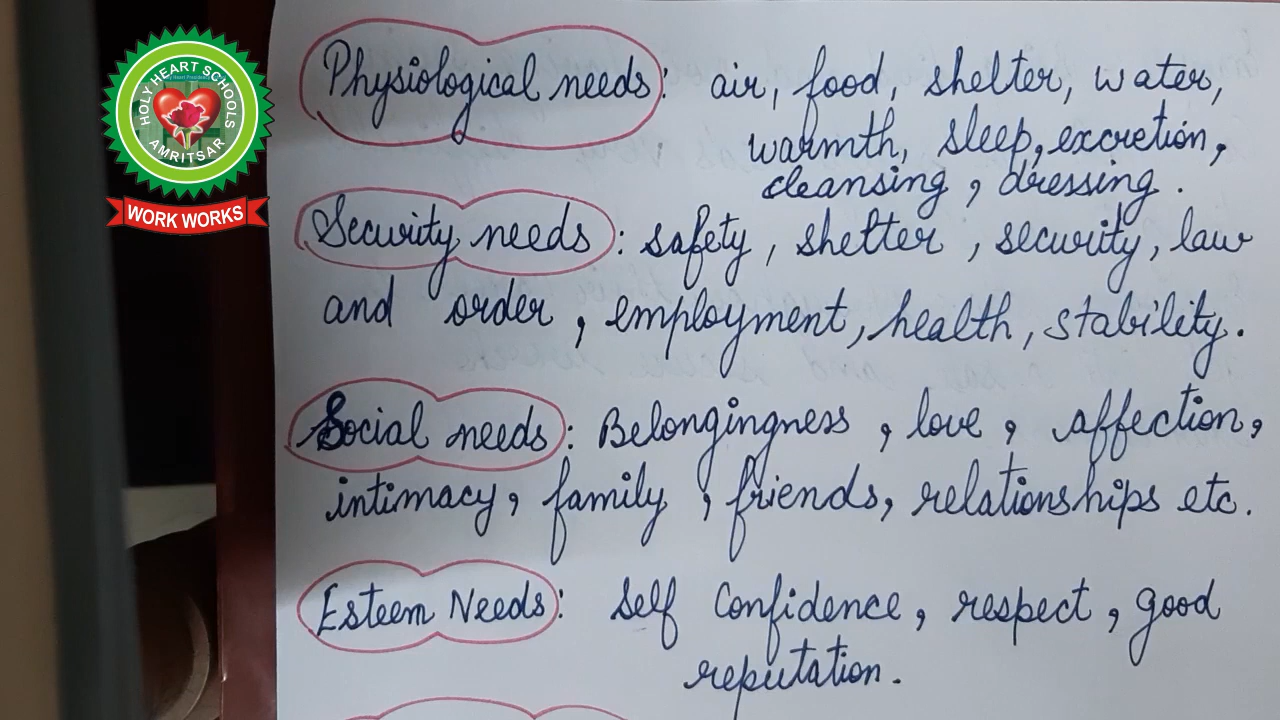 HOLY HEART SCHOOLS
AMRITSAR
WORK WORKS
Physiological needs: air, food, shelter, water,
warmth, sleep, excretion,
cleansing, dressing.
Security needs: safety, shelter, security, law
and order, employment, health, stability.
Social needs: Belongingness, love, affection,
intimacy, family, friends, relationships etc.
Esteem Needs: Self Confidence, respect, good
reputation.